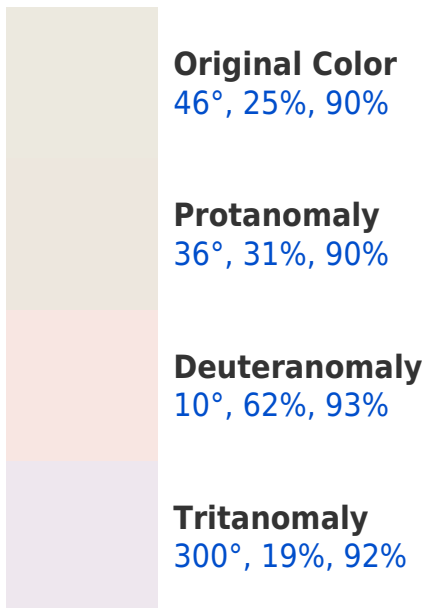 Original Color
46°, 25%, 90%
Protanomaly
36°, 31%, 90%
Deuteranomaly
10°, 62%, 93%
Tritanomaly
300°, 19%, 92%